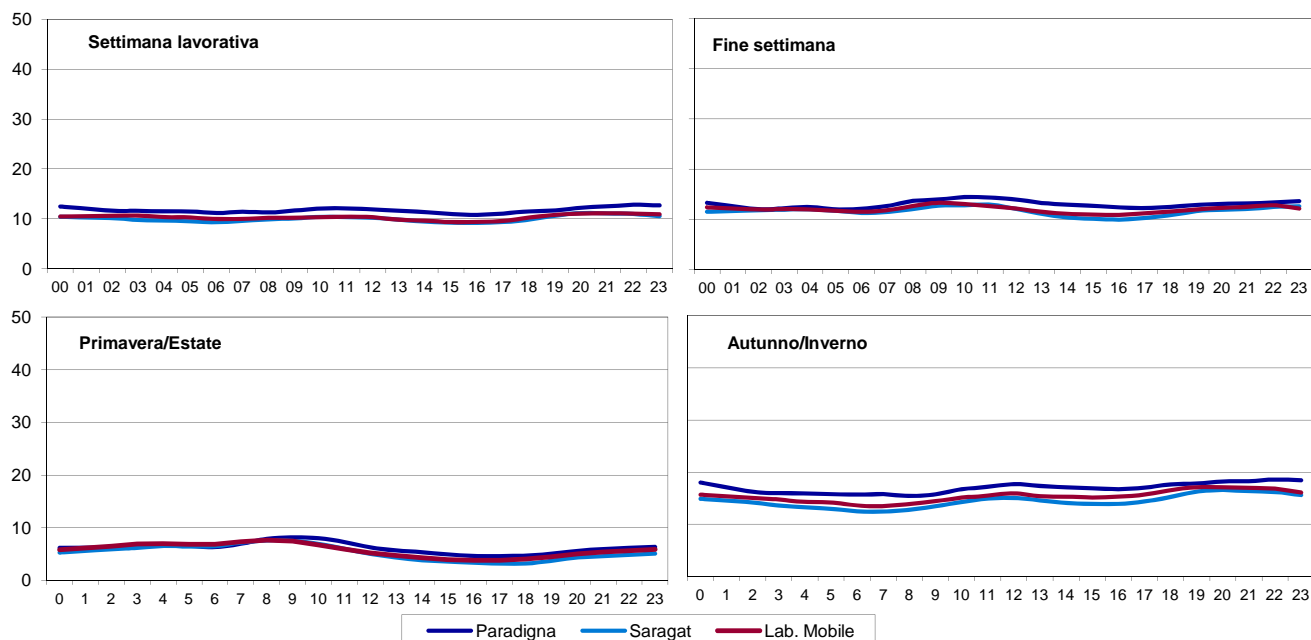 50
40
30
20
10
0
Settimana lavorativa
00 01 02 03 04 05 06 07 08 09 10 11 12 13 14 15 16 17 18 19 20 21 22 23
Fine settimana
00 01 02 03 04 05 06 07 08 09 10 11 12 13 14 15 16 17 18 19 20 21 22 23
50
40
30
20
10
0
Primavera/Estate
0 1 2 3 4 5 6 7 8 9 10 11 12 13 14 15 16 17 18 19 20 21 22 23
Autunno/Inverno
0 1 2 3 4 5 6 7 8 9 10 11 12 13 14 15 16 17 18 19 20 21 22 23
Paradigna Saragat Lab. Mobile